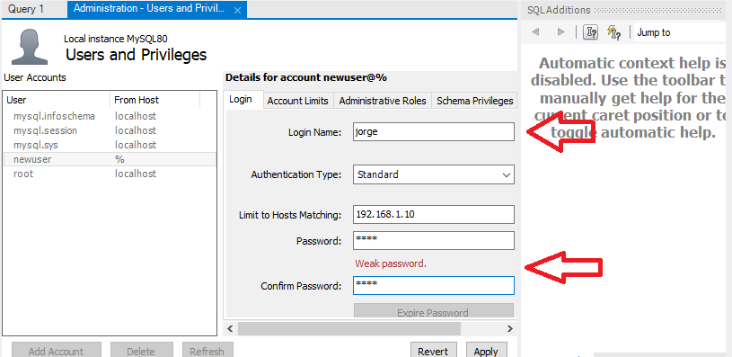 Query 1
Administration - Users and Privil...
SQLAdditions
Local instance MySQL80
Users and Privileges
Jump to
User Accounts
User From Host
mysql.infoschema localhost
mysql.session localhost
mysql.sys localhost
newuser %
root localhost
Add Account Delete Refresh
Details for account newuser@%
Login Account Limits Administrative Roles Schema Privileges
Login Name: jorge
Authentication Type: Standard
Limit to Hosts Matching: 192.168.1.10
Password: ****
Weak password.
Confirm Password: ****
Expire Password
Revert Apply
Automatic context help is
disabled. Use the toolbar t
manually get help for the
current caret position or to
toggle automatic help.